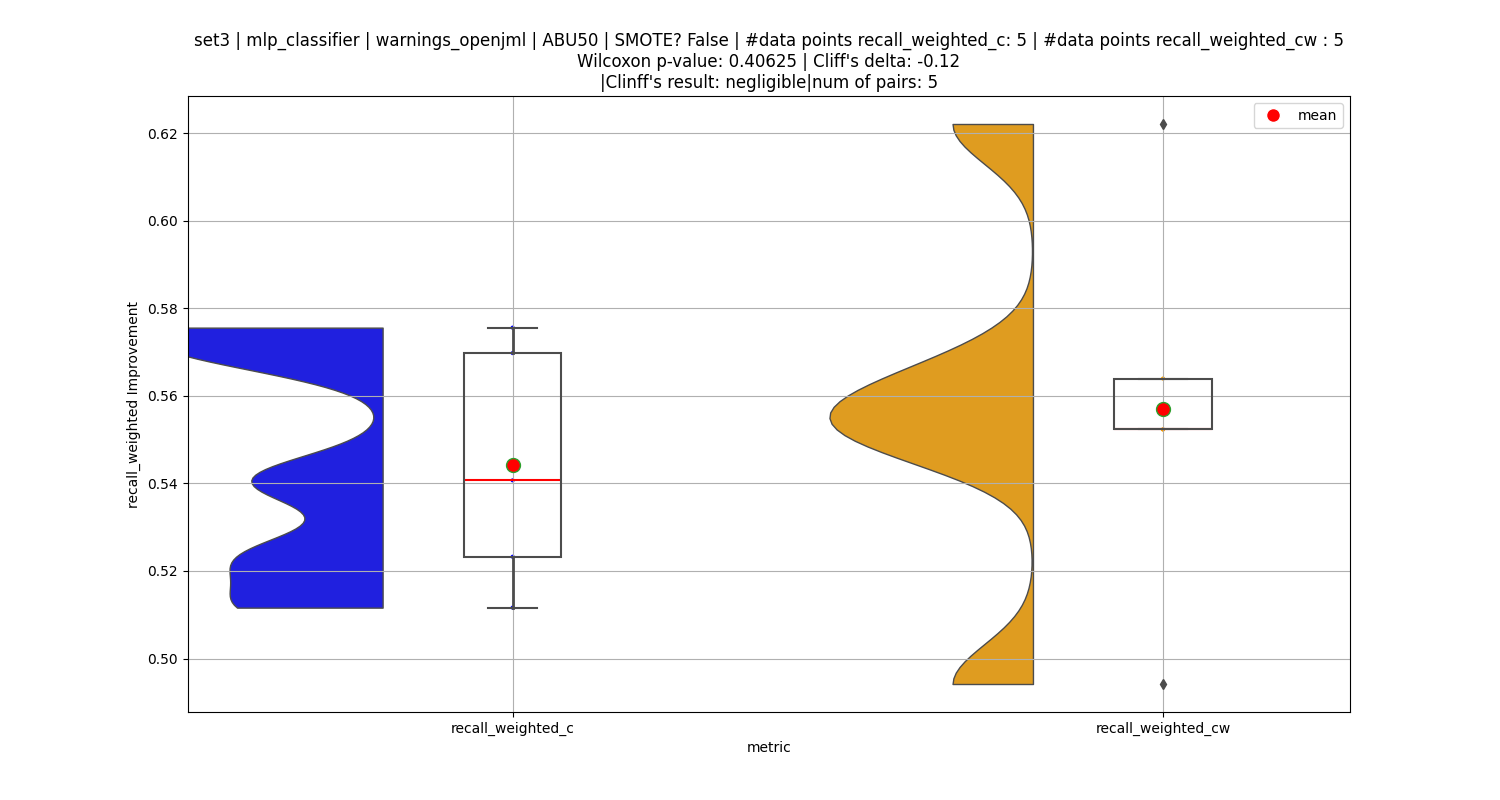 set3 | mlp_classifier | warnings_openjml | ABU50 | SMOTE? False | #data points recall_weighted_c: 5 | #data points recall_weighted_cw : 5
Wilcoxon p-value: 0.40625 | Cliff's delta: -0.12
|Clinff's result: negligible|num of pairs: 5
mean
0.62
0.60
0.58
0.56
0.54
0.52
0.50
recall_weighted Improvement
recall_weighted_c
recall_weighted_cw
metric